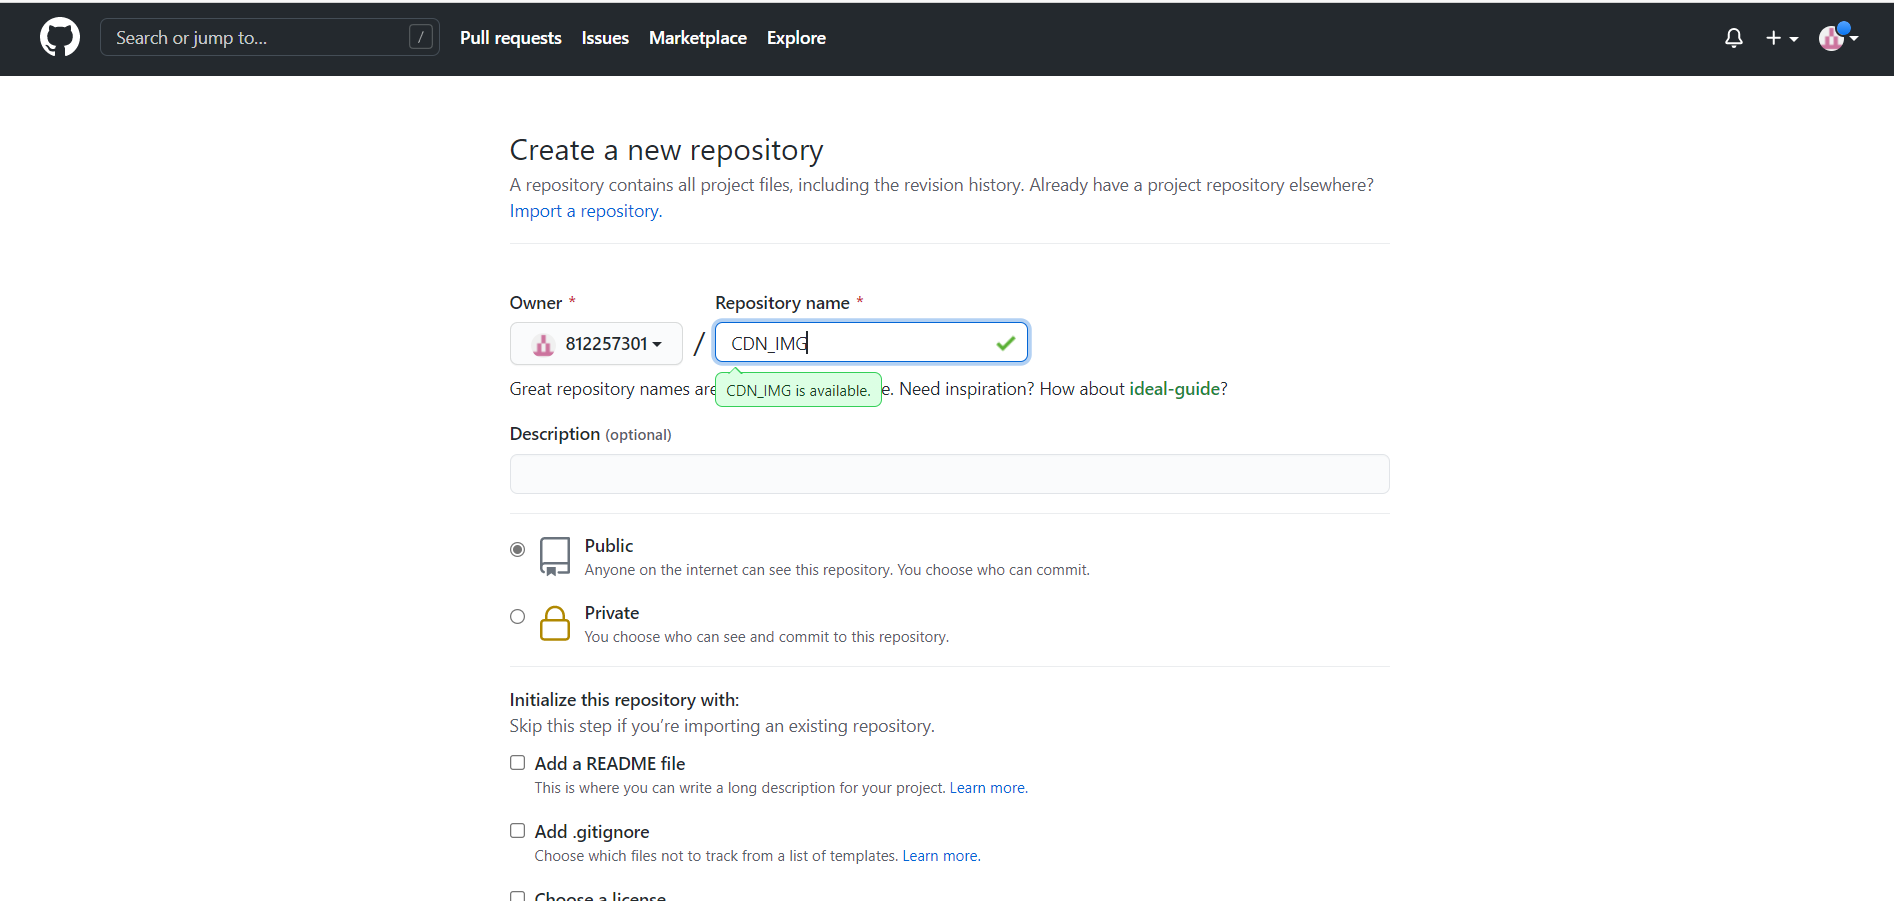 Search or jump to...
/
Pull requests
Issues
Marketplace
Explore
Create a new repository
A repository contains all project files, including the revision history. Already have a project repository elsewhere?
Import a repository.
Owner *
Repository name *
812257301
/
CDN_IMG
CDN_IMG is available.
Great repository names are e. Need inspiration? How about ideal-guide?
Description (optional)
Public
Anyone on the internet can see this repository. You choose who can commit.
Private
You choose who can see and commit to this repository.
Initialize this repository with:
Skip this step if you’re importing an existing repository.
Add a README file
This is where you can write a long description for your project. Learn more.
Add .gitignore
Choose which files not to track from a list of templates. Learn more.
Choose a license